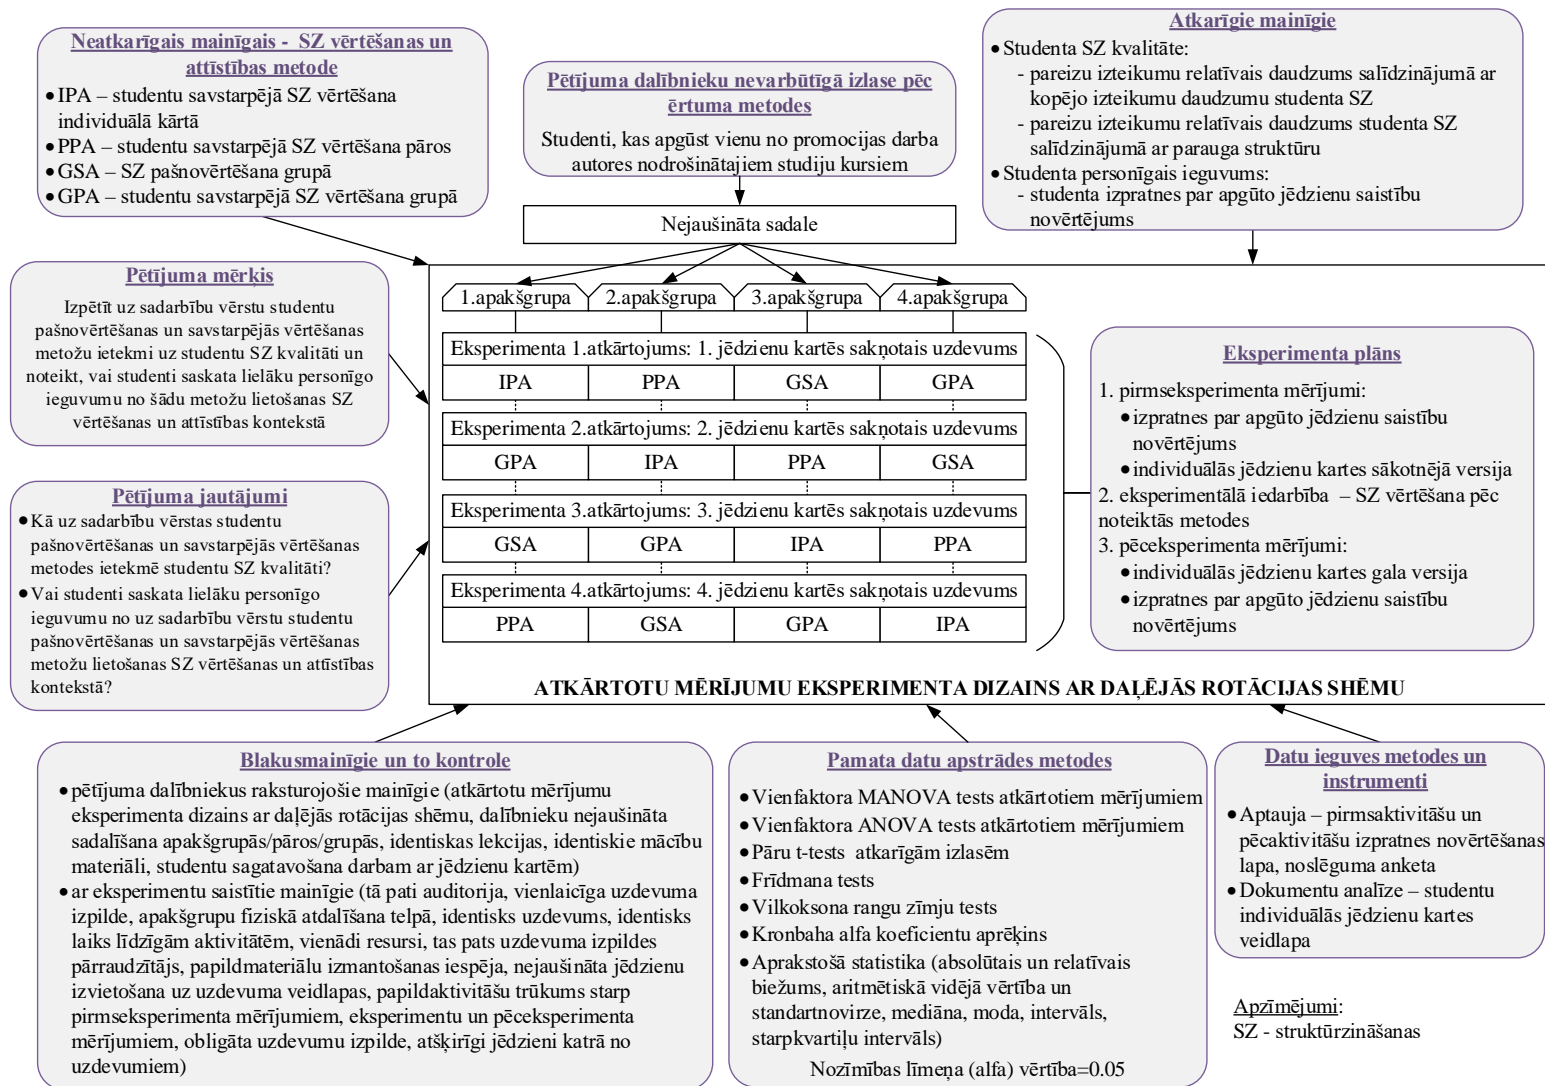 Neatkarīgais mainīgais - SZ vērtēšanas un
attīstības metode
• IPA – studentu savstarpējā SZ vērtēšana
individuālā kārtā
• PPA – studentu savstarpējā SZ vērtēšana pāros
• GSA – SZ pašnovērtēšana grupā
• GPA – studentu savstarpējā SZ vērtēšana grupā
Pētījuma dalībnieku nevarbūtīgā izlase pēc
ērtuma metodes
Studenti, kas apgūst vienu no promocijas darba
autores nodrošinātajiem studiju kursiem
Nejaušināta sadale
Atkarīgie mainīgie
• Studenta SZ kvalitāte:
- pareizu izteikumu relatīvais daudzums salīdzinājumā ar
kopējo izteikumu daudzumu studenta SZ
- pareizu izteikumu relatīvais daudzums studenta SZ
salīdzinājumā ar parauga struktūru
• Studenta personīgais ieguvums:
- studenta izpratnes par apgūto jēdzienu saistību
novērtējums
Pētījuma mērķis
Izpētīt uz sadarbību vērstu studentu
pašnovērtēšanas un savstarpējās vērtēšanas
metožu ietekmi uz studentu SZ kvalitāti un
noteikt, vai studenti saskata lielāku personīgo
ieguvumu no šādu metožu lietošanas SZ
vērtēšanas un attīstības kontekstā
Pētījuma jautājumi
• Kā uz sadarbību vērstas studentu
pašnovērtēšanas un savstarpējās vērtēšanas
metodes ietekmē studentu SZ kvalitāti?
• Vai studenti saskata lielāku personīgo
ieguvumu no uz sadarbību vērstu studentu
pašnovērtēšanas un savstarpējās vērtēšanas
metožu lietošanas SZ vērtēšanas un attīstības
kontekstā?
1.apakšgrupa 2.apakšgrupa 3.apakšgrupa 4.apakšgrupa
Eksperimenta 1.atkārtojums: 1. jēdzienu kartēs sakņotais uzdevums
IPA PPA GSA GPA
Eksperimenta 2.atkārtojums: 2. jēdzienu kartēs sakņotais uzdevums
GPA IPA PPA GSA
Eksperimenta 3.atkārtojums: 3. jēdzienu kartēs sakņotais uzdevums
GSA GPA IPA PPA
Eksperimenta 4.atkārtojums: 4. jēdzienu kartēs sakņotais uzdevums
PPA GSA GPA IPA
Eksperimenta plāns
1. pirmseksperimenta mērījumi:
• izpratnes par apgūto jēdzienu saistību
novērtējums
• individuālās jēdzienu kartes sākotnējā versija
2. eksperimentālā iedarbība – SZ vērtēšana pēc
noteiktās metodes
3. pēceksperimenta mērījumi:
• individuālās jēdzienu kartes gala versija
• izpratnes par apgūto jēdzienu saistību
novērtējums
ATKĀRTOTU MĒRĪJUMU EKSPERIMENTA DIZAINS AR DAĻĒJĀS ROTĀCIJAS SHĒMU
Blakusmainīgie un to kontrole
• pētījuma dalībniekus raksturojošie mainīgie (atkārtotu mērījumu
eksperimenta dizains ar daļējās rotācijas shēmu, dalībnieku nejaušināta
sadalīšana apakšgrupās/pāros/grupās, identiskas lekcijas, identiskie mācību
materiāli, studentu sagatavošana darbam ar jēdzienu kartēm)
• ar eksperimentu saistītie mainīgie (tā pati auditorija, vienlaicīga uzdevuma
izpilde, apakšgrupu fiziskā atdalīšana telpā, identisks uzdevums, identisks
laiks līdzīgām aktivitātēm, vienādi resursi, tas pats uzdevuma izpildes
pārraudzītājs, papildmateriālu izmantošanas iespēja, nejaušināta jēdzienu
izvietošana uz uzdevuma veidlapas, papildaktivitāšu trūkums starp
pirmseksperimenta mērījumiem, eksperimentu un pēceksperimenta
mērījumiem, obligāta uzdevumu izpilde, atšķirīgi jēdzieni katrā no
uzdevumiem)
Pamata datu apstrādes metodes
• Vienfaktora MANOVA tests atkārtotiem mērījumiem
• Vienfaktora ANOVA tests atkārtotiem mērījumiem
• Pāru t-tests atkarīgām izlasēm
• Frīdmana tests
• Vilkoksona rangu zīmju tests
• Kronbaha alfa koeficientu aprēķins
• Aprakstošā statistika (absolūtais un relatīvais
biežums, aritmētiskā vidējā vērtība un
standartnovirze, mediāna, moda, intervāls,
starpkvartiļu intervāls)
Nozīmības līmeņa (alfa) vērtība=0.05
Datu ieguves metodes un
instrumenti
• Aptauja – pirmsaktivitāšu un
pēcaktivitāšu izpratnes novērtēšanas
lapa, noslēguma anketa
• Dokumentu analīze – studentu
individuālās jēdzienu kartes
veidlapa
Apzīmējumi:
SZ - struktūrzināšanas